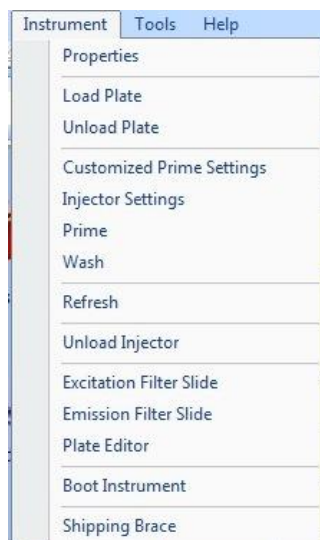 Instrument Tools Help
Properties
Load Plate
Unload Plate
Customized Prime Settings
Injector Settings
Prime
Wash
Refresh
Unload Injector
Excitation Filter Slide
Emission Filter Slide
Plate Editor
Boot Instrument
Shipping Brace